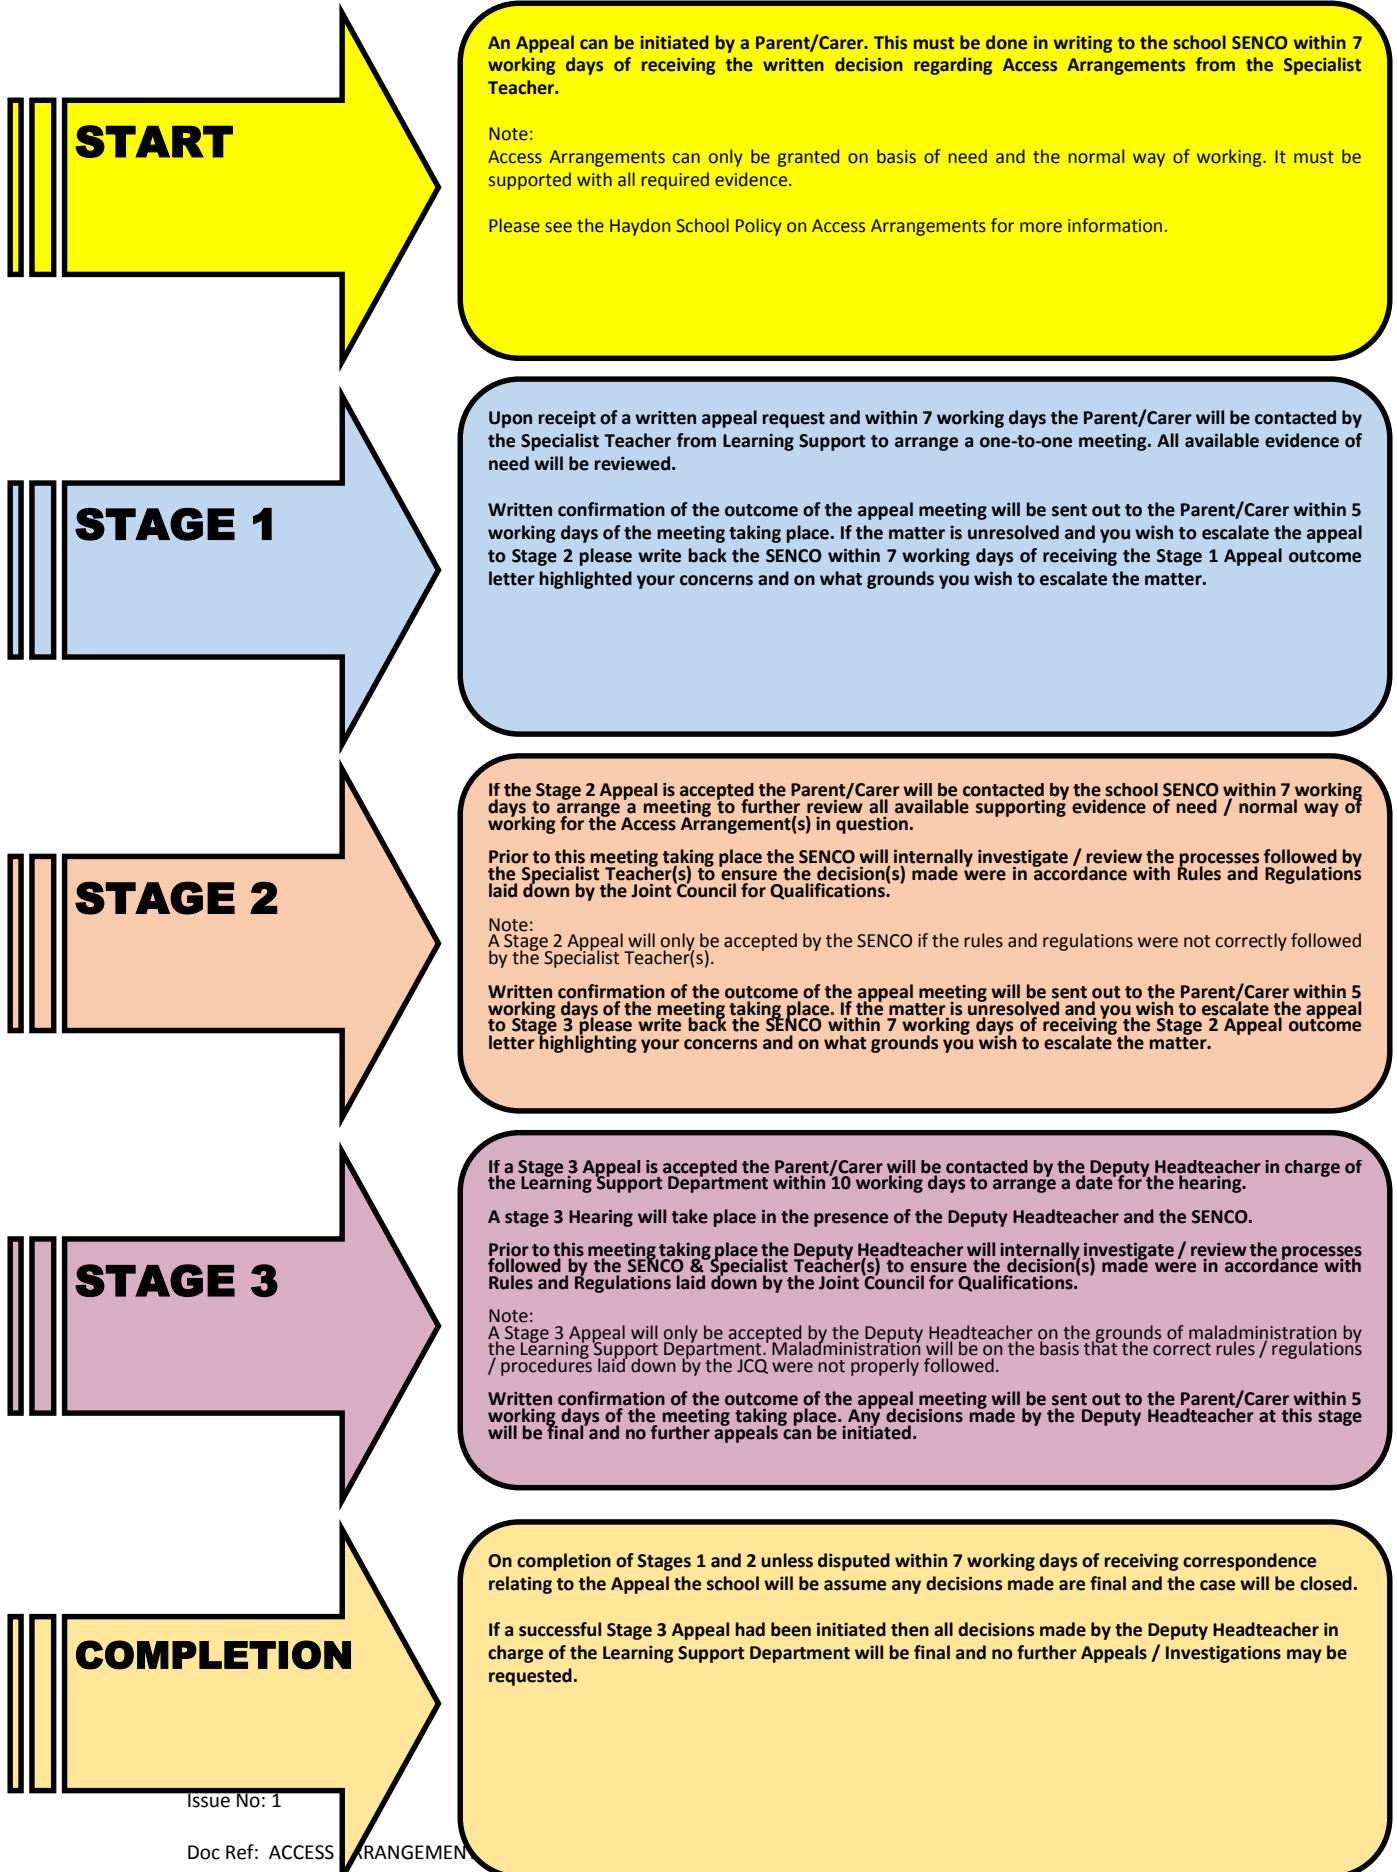 START
An Appeal can be initiated by a Parent/Carer. This must be done in writing to the school SENCO within 7
working days of receiving the written decision regarding Access Arrangements from the Specialist
Teacher.
Note:
Access Arrangements can only be granted on basis of need and the normal way of working. It must be
supported with all required evidence.
Please see the Haydon School Policy on Access Arrangements for more information.
STAGE 1
Upon receipt of a written appeal request and within 7 working days the Parent/Carer will be contacted by
the Specialist Teacher from Learning Support to arrange a one-to-one meeting. All available evidence of
need will be reviewed.
Written confirmation of the outcome of the appeal meeting will be sent out to the Parent/Carer within 5
working days of the meeting taking place. If the matter is unresolved and you wish to escalate the appeal
to Stage 2 please write back the SENCO within 7 working days of receiving the Stage 1 Appeal outcome
letter highlighted your concerns and on what grounds you wish to escalate the matter.
STAGE 2
If the Stage 2 Appeal is accepted the Parent/Carer will be contacted by the school SENCO within 7 working
days to arrange a meeting to further review all available supporting evidence of need / normal way of
working for the Access Arrangement(s) in question.
Prior to this meeting taking place the SENCO will internally investigate / review the processes followed by
the Specialist Teacher(s) to ensure the decision(s) made were in accordance with Rules and Regulations
laid down by the Joint Council for Qualifications.
Note:
A Stage 2 Appeal will only be accepted by the SENCO if the rules and regulations were not correctly followed
by the Specialist Teacher(s).
Written confirmation of the outcome of the appeal meeting will be sent out to the Parent/Carer within 5
working days of the meeting taking place. If the matter is unresolved and you wish to escalate the appeal
to Stage 3 please write back the SENCO within 7 working days of receiving the Stage 2 Appeal outcome
letter highlighting your concerns and on what grounds you wish to escalate the matter.
STAGE 3
If a Stage 3 Appeal is accepted the Parent/Carer will be contacted by the Deputy Headteacher in charge of
the Learning Support Department within 10 working days to arrange a date for the hearing.
A stage 3 Hearing will take place in the presence of the Deputy Headteacher and the SENCO.
Prior to this meeting taking place the Deputy Headteacher will internally investigate / review the processes
followed by the SENCO & Specialist Teacher(s) to ensure the decision(s) made were in accordance with
Rules and Regulations laid down by the Joint Council for Qualifications.
Note:
A Stage 3 Appeal will only be accepted by the Deputy Headteacher on the grounds of maladministration by
the Learning Support Department. Maladministration will be on the basis that the correct rules / regulations
/ procedures laid down by the JCQ were not properly followed.
Written confirmation of the outcome of the appeal meeting will be sent out to the Parent/Carer within 5
working days of the meeting taking place. Any decisions made by the Deputy Headteacher at this stage
will be final and no further appeals can be initiated.
COMPLETION
On completion of Stages 1 and 2 unless disputed within 7 working days of receiving correspondence
relating to the Appeal the school will be assume any decisions made are final and the case will be closed.
If a successful Stage 3 Appeal had been initiated then all decisions made by the Deputy Headteacher in
charge of the Learning Support Department will be final and no further Appeals / Investigations may be
requested.
Issue No: 1
Doc Ref: ACCESS